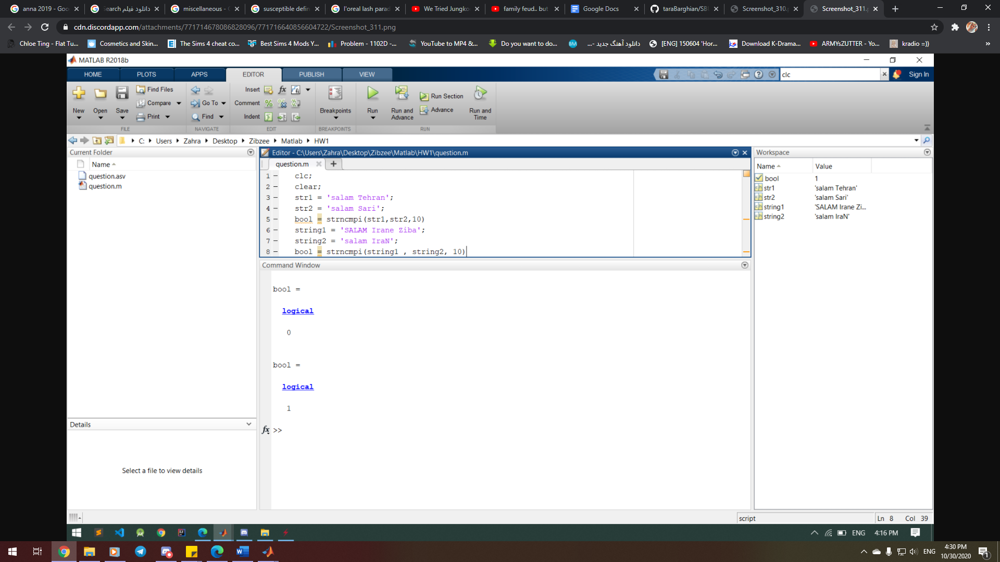 anna 2019 - Goo
Search دانلود فیلم
miscellaneous - G
susceptible defin
l'oreal lash parad
We Tried Jungko
family feud.. but
Google Docs
taraBarghian/SBU
Screenshot_310.p
Screenshot_311.p
cdn.discordapp.com/attachments/771714678086828096/771716640856604722/Screenshot_311.png
Chloe Ting - Flat Tu...
Cosmetics and Skin...
The Sims 4 cheat co...
Best Sims 4 Mods Y...
Problem - 1102D -...
YouTube to MP4 &...
Do you want to do...
دانلود آهنگ جدید -...
[ENG] 150604 'Hor...
Download K-Drama...
ARMYsZUTTER - Yo...
kradio =))
MATLAB R2018b
HOME PLOTS APPS EDITOR PUBLISH VIEW
clc
Sign In
New Open Save
Find Files
Compare
Print
Go To
Find
Insert
Comment
Indent
fx
Breakpoints
Run
Run and Advance
Run Section
Advance
Run and Time
FILE NAVIGATE EDIT BREAKPOINTS RUN
C: Users Zahra Desktop Zibzee Matlab HW1
Current Folder
Name
question.asv
question.m
Details
Select a file to view details
Editor - C:\Users\Zahra\Desktop\Zibzee\Matlab\HW1\question.m
question.m
1 – clc;
2 – clear;
3 – str1 = 'salam Tehran';
4 – str2 = 'salam Sari';
5 – bool = strncmpi(str1,str2,10)
6 – string1 = 'SALAM Irane Ziba';
7 – string2 = 'salam IraN';
8 – bool = strncmpi(string1 , string2, 10)
Command Window
bool =
logical
0
bool =
logical
1
fx >>
Workspace
Name Value
bool 1
str1 'salam Tehran'
str2 'salam Sari'
string1 'SALAM Irane Zi...
string2 'salam IraN'
script
Ln 8 Col 39
ENG 4:16 PM
ENG
4:30 PM
10/30/2020
1